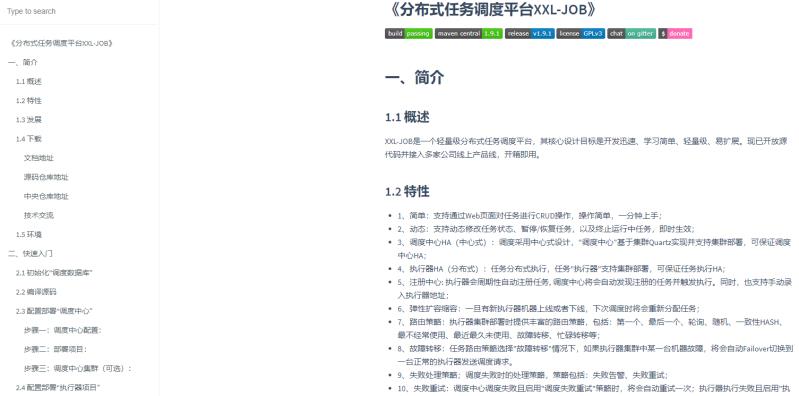 Type to search
《分布式任务调度平台XXL-JOB》
一、简介
1.1 概述
1.2 特性
1.3 发展
1.4 下载
文档地址
源码仓库地址
中央仓库地址
技术交流
1.5 环境
二、快速入门
2.1 初始化“调度数据库”
2.2 编译源码
2.3 配置部署“调度中心”
步骤一：调度中心配置：
步骤二：部署项目：
步骤三：调度中心集群（可选）：
2.4 配置部署“执行器项目”
《分布式任务调度平台XXL-JOB》
build passing maven central 1.9.1 release v1.9.1 license GPLv3 chat on gitter $ donate
一、简介
1.1 概述
XXL-JOB是一个轻量级分布式任务调度平台，其核心设计目标是开发迅速、学习简单、轻量级、易扩展。现已开放源
代码并接入多家公司线上产品线，开箱即用。
1.2 特性
1、简单：支持通过Web页面对任务进行CRUD操作，操作简单，一分钟上手；
2、动态：支持动态修改任务状态、暂停/恢复任务，以及终止运行中任务，即时生效；
3、调度中心HA（中心式）：调度采用中心式设计，“调度中心”基于集群Quartz实现并支持集群部署，可保证调度
中心HA；
4、执行器HA（分布式）：任务分布式执行，任务"执行器"支持集群部署，可保证任务执行HA；
5、注册中心: 执行器会周期性自动注册任务, 调度中心将会自动发现注册的任务并触发执行。同时，也支持手动录
入执行器地址；
6、弹性扩容缩容：一旦有新执行器机器上线或者下线，下次调度时将会重新分配任务；
7、路由策略：执行器集群部署时提供丰富的路由策略，包括：第一个、最后一个、轮询、随机、一致性HASH、
最不经常使用、最近最久未使用、故障转移、忙碌转移等；
8、故障转移：任务路由策略选择"故障转移"情况下，如果执行器集群中某一台机器故障，将会自动Failover切换到
一台正常的执行器发送调度请求。
9、失败处理策略；调度失败时的处理策略，策略包括：失败告警、失败重试；
10、失败重试：调度中心调度失败且启用"调度失败重试"策略时，将会自动重试一次；执行器执行失败且启用"执